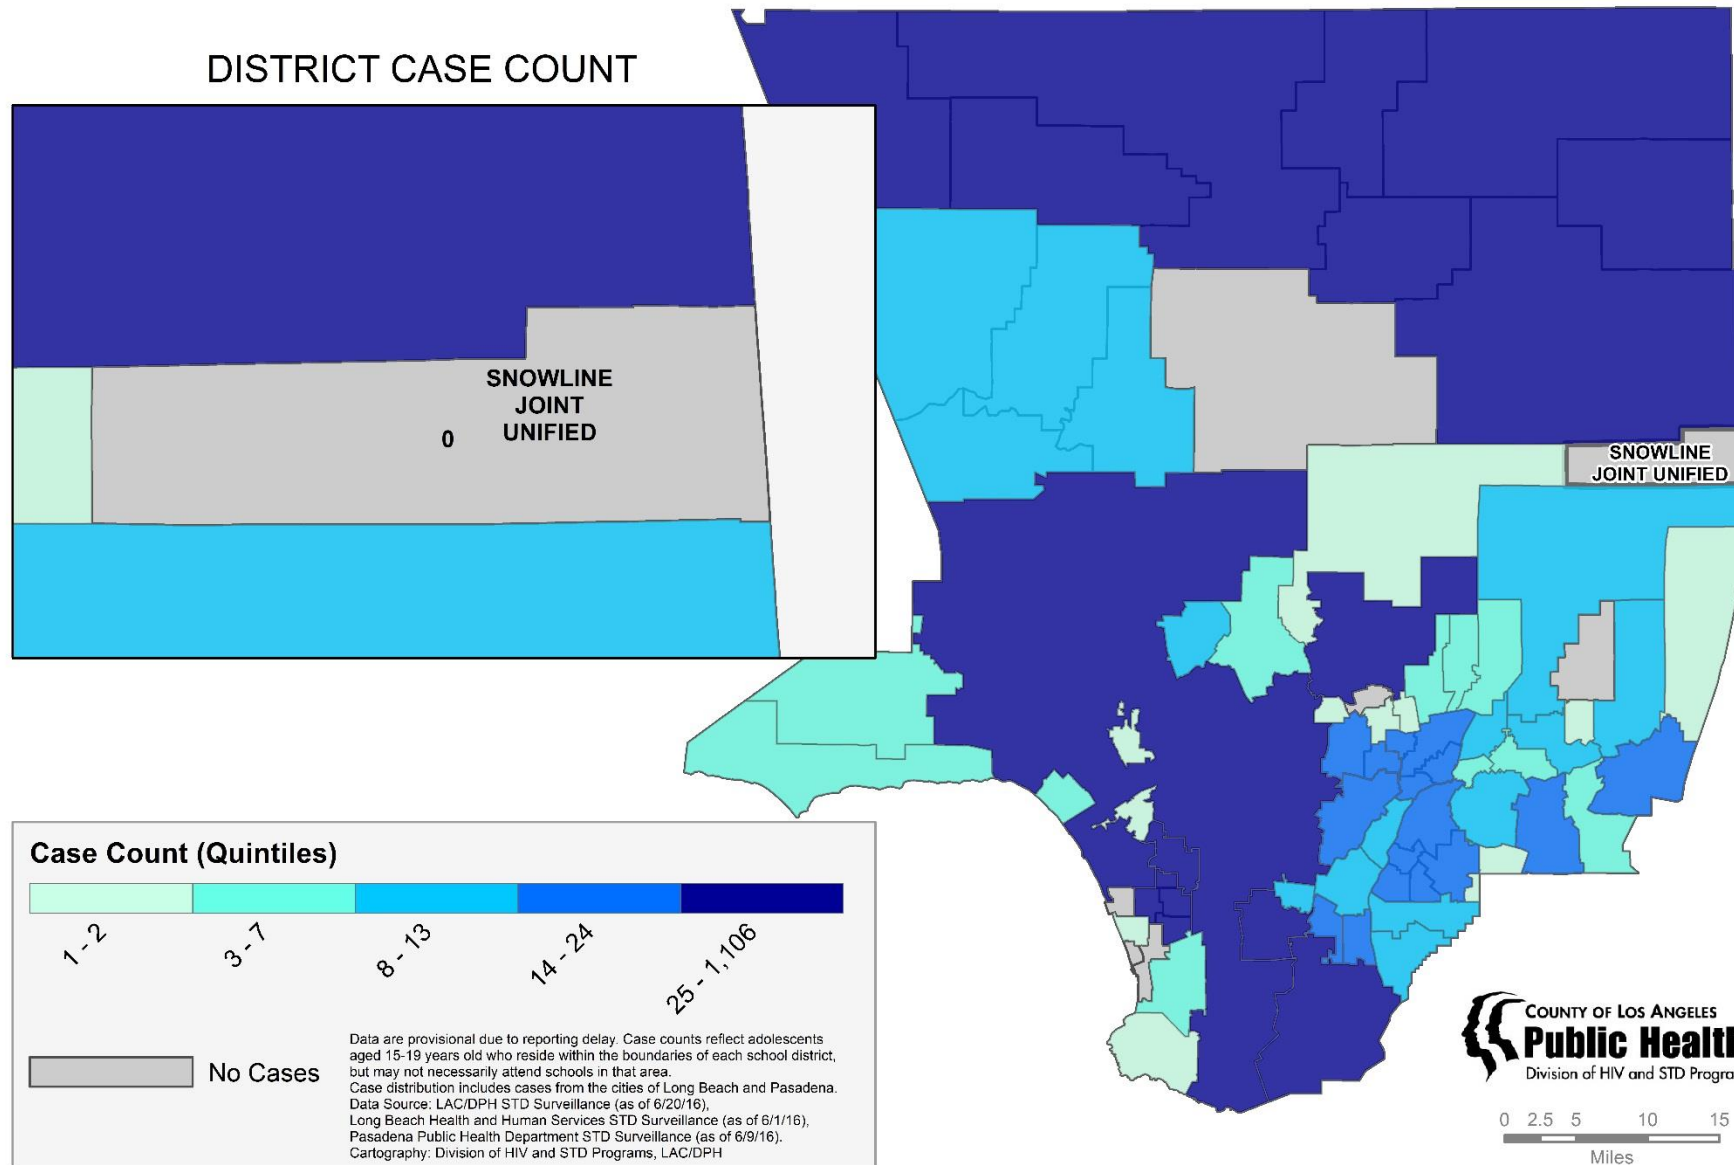 DISTRICT CASE COUNT
SNOWLINE
JOINT
UNIFIED
0
SNOWLINE
JOINT UNIFIED
Case Count (Quintiles)
1 - 2
3 - 7
8 - 13
14 - 24
25 - 1,106
No Cases
Data are provisional due to reporting delay. Case counts reflect adolescents
aged 15-19 years old who reside within the boundaries of each school district,
but may not necessarily attend schools in that area.
Case distribution includes cases from the cities of Long Beach and Pasadena.
Data Source: LAC/DPH STD Surveillance (as of 6/20/16),
Long Beach Health and Human Services STD Surveillance (as of 6/1/16),
Pasadena Public Health Department STD Surveillance (as of 6/9/16).
Cartography: Division of HIV and STD Programs, LAC/DPH
COUNTY OF LOS ANGELES
Public Health
Division of HIV and STD Progra
0 2.5 5 10 15
Miles